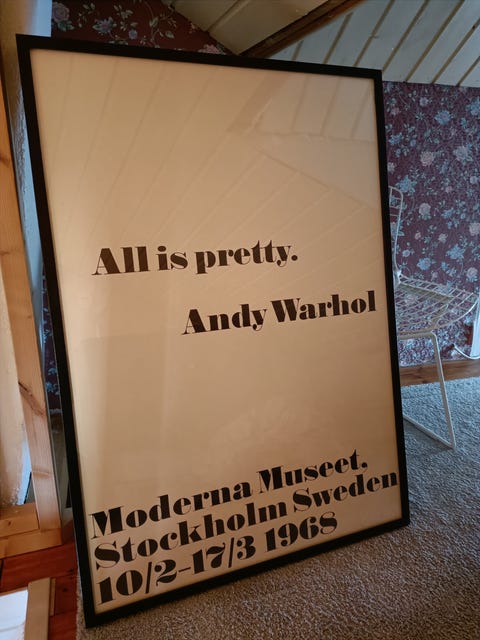 All is pretty.
Andy Warhol
Moderna Museet,
Stockholm Sweden
10/2–17/3 1968